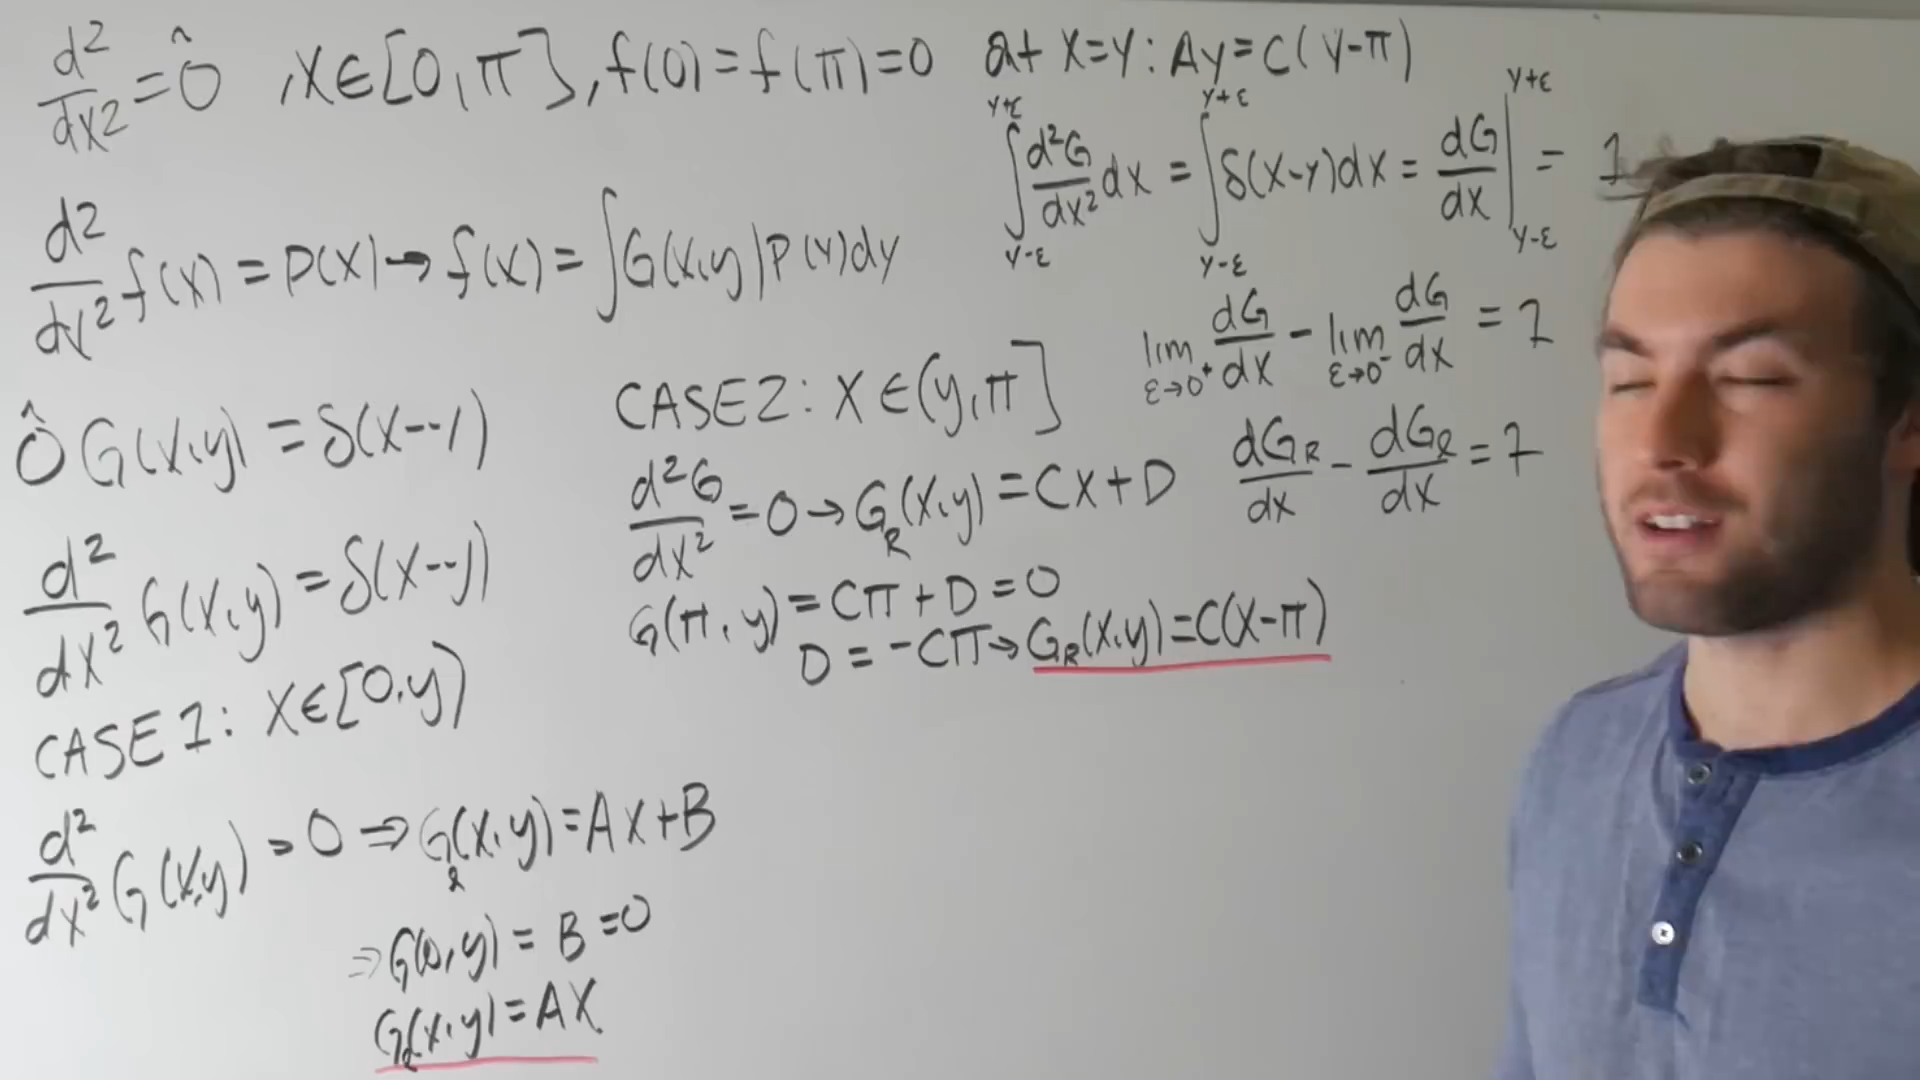 d²/dx² = Ô , x∈[0,π], f(0)=f(π)=0
d²/dx² f(x) = p(x) → f(x) = ∫G(x,y)p(y)dy
Ô G(x,y) = δ(x-y)
d²/dx² G(x,y) = δ(x-y)
CASE 1: x∈[0,y)
d²/dx² G(x,y) = 0 ⇒ G_L(x,y) = Ax+B
⇒ G(0,y) = B = 0
G_L(x,y) = Ax
CASE 2: x∈(y,π]
d²G/dx² = 0 → G_R(x,y) = Cx+D
G(π,y) = Cπ+D = 0
D = -Cπ → G_R(x,y) = C(x-π)
at x=y: Ay = C(y-π)
∫_{y-ε}^{y+ε} d²G/dx² dx = ∫_{y-ε}^{y+ε} δ(x-y)dx = dG/dx |_{y-ε}^{y+ε} = 1
lim_{ε→0⁺} dG/dx - lim_{ε→0⁻} dG/dx = 1
dG_R/dx - dG_L/dx = 1